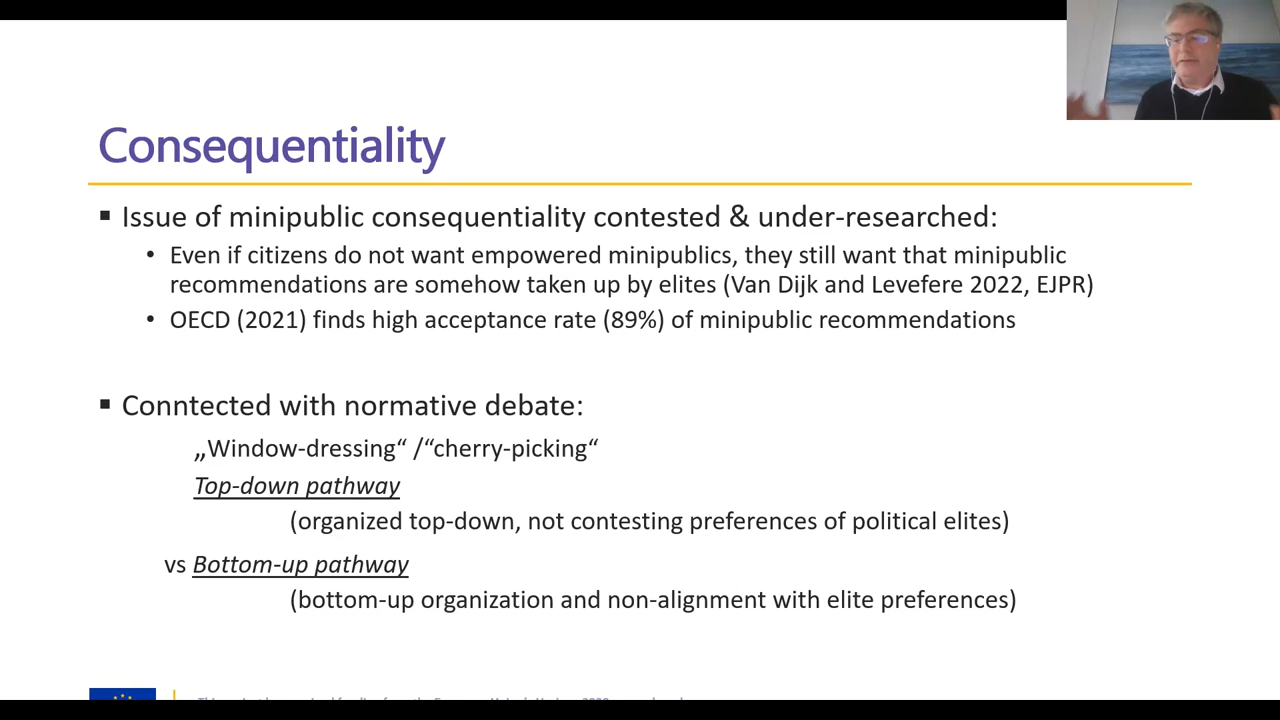 Consequentiality
▪ Issue of minipublic consequentiality contested & under-researched:
• Even if citizens do not want empowered minipublics, they still want that minipublic
recommendations are somehow taken up by elites (Van Dijk and Levefere 2022, EJPR)
• OECD (2021) finds high acceptance rate (89%) of minipublic recommendations
▪ Conntected with normative debate:
„Window-dressing“ /“cherry-picking“
Top-down pathway
(organized top-down, not contesting preferences of political elites)
vs Bottom-up pathway
(bottom-up organization and non-alignment with elite preferences)